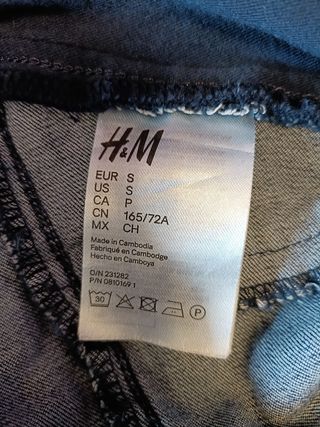 H&M
EUR S
US S
CA P
CN 165/72A
MX CH
Made in Cambodia
Fabriqué en Cambodge
Hecho en Camboya
O/N 231282
P/N 0810169 1
30 P